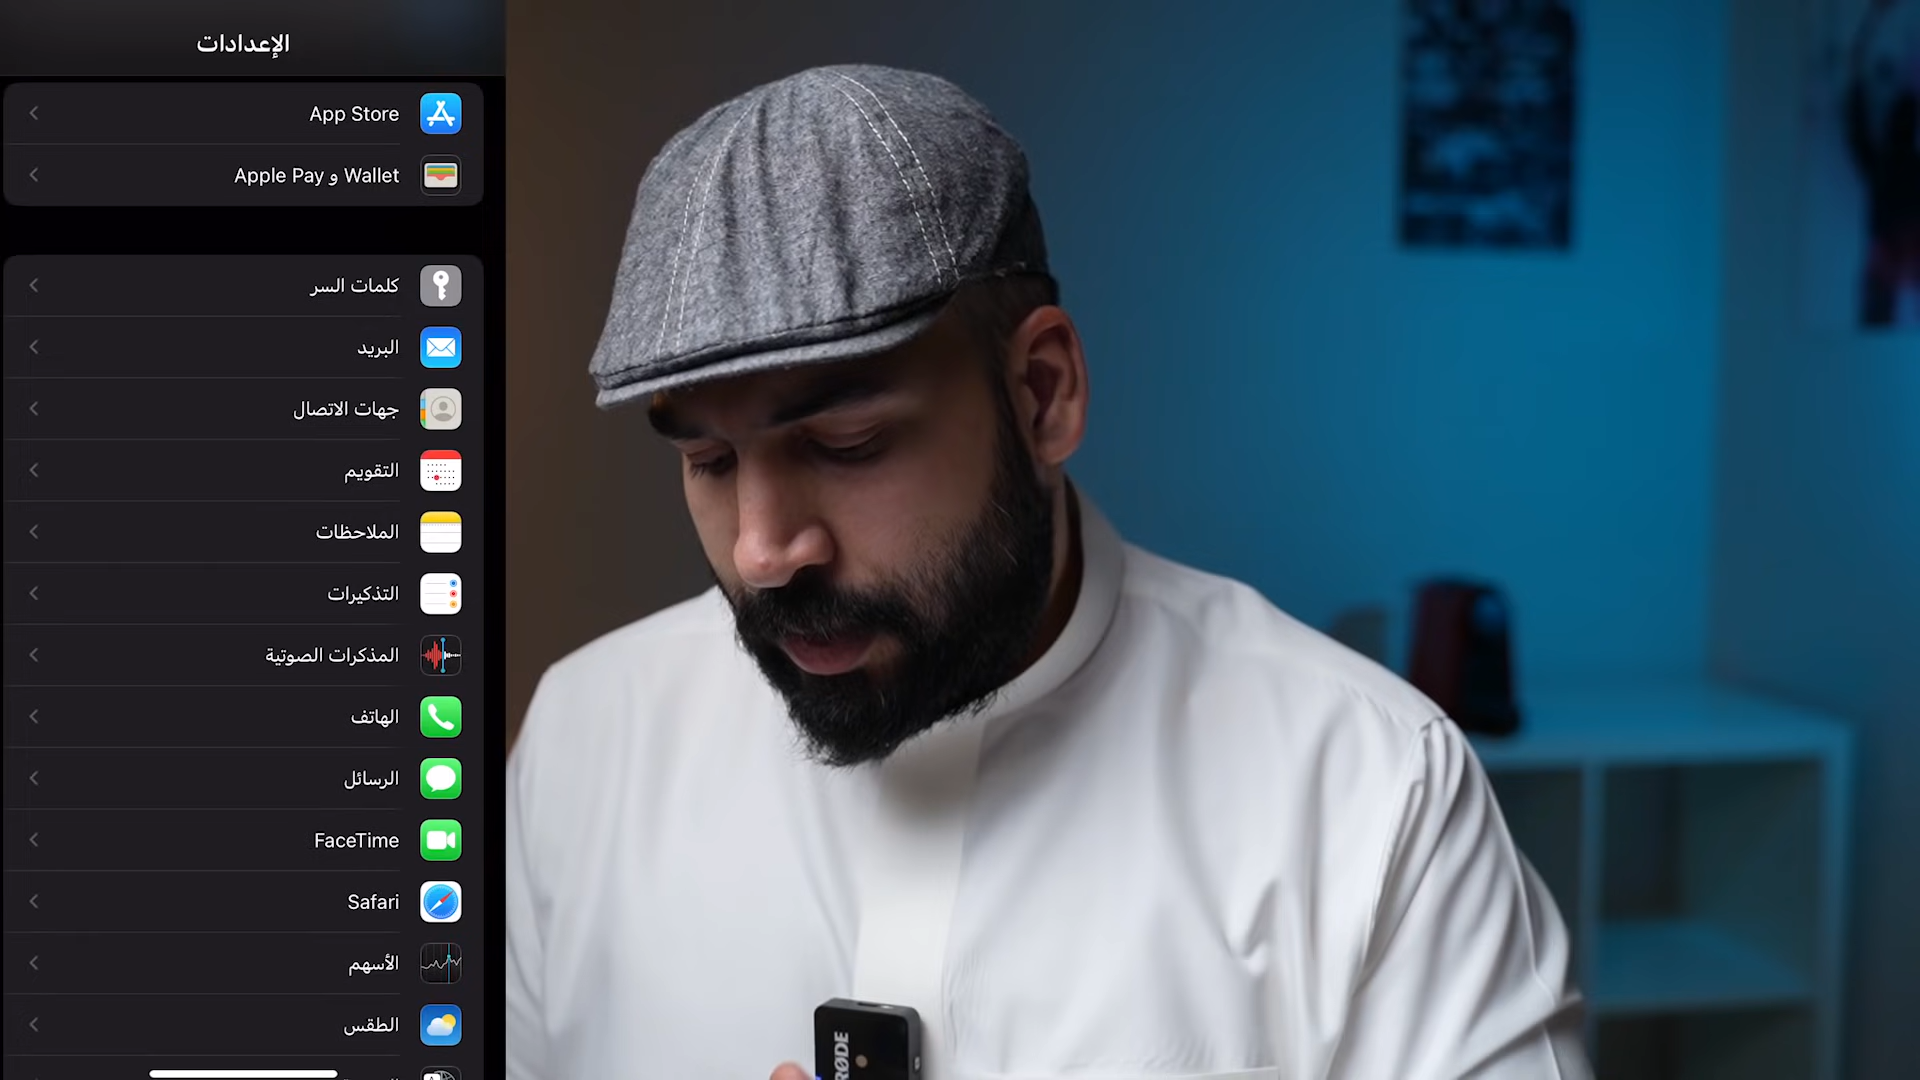 الإعدادات
App Store
Wallet و Apple Pay
كلمات السر
البريد
جهات الاتصال
التقويم
الملاحظات
التذكيرات
المذكرات الصوتية
الهاتف
الرسائل
FaceTime
Safari
الأسهم
الطقس
RØDE